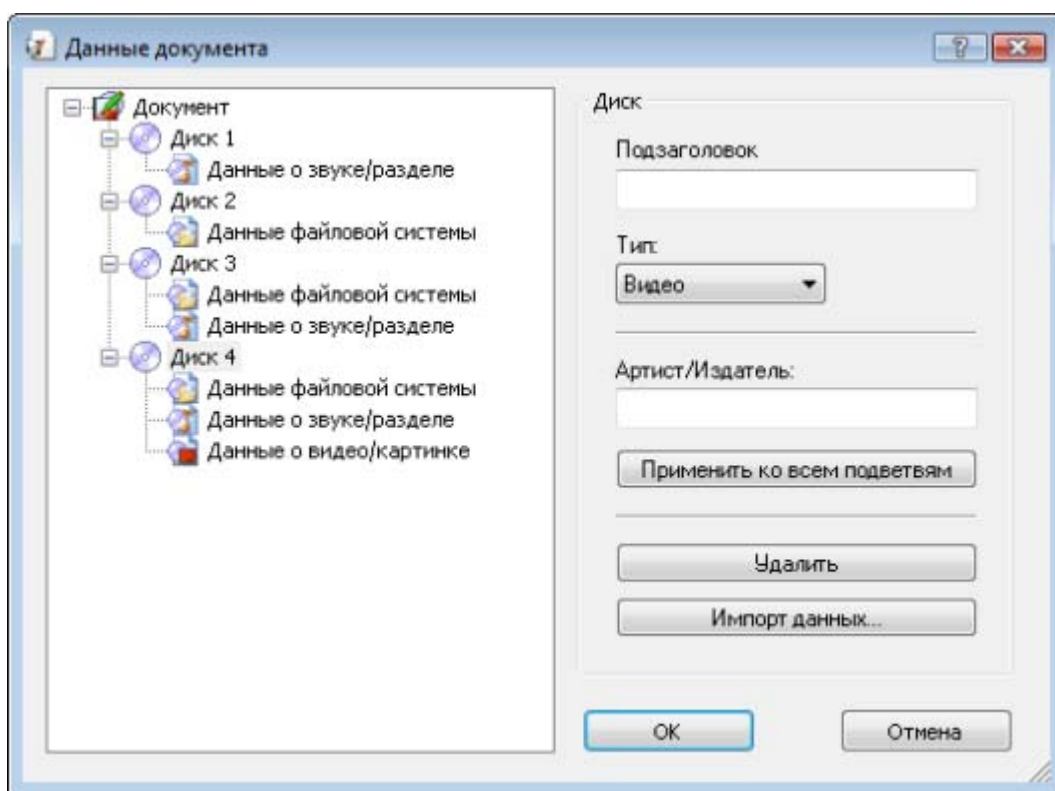 Данные документа
Документ
Диск 1
Данные о звуке/разделе
Диск 2
Данные файловой системы
Диск 3
Данные файловой системы
Данные о звуке/разделе
Диск 4
Данные файловой системы
Данные о звуке/разделе
Данные о видео/картинке
Диск
Подзаголовок
Тип:
Видео
Артист/Издатель:
Применить ко всем подветвям
Удалить
Импорт данных...
OK
Отмена